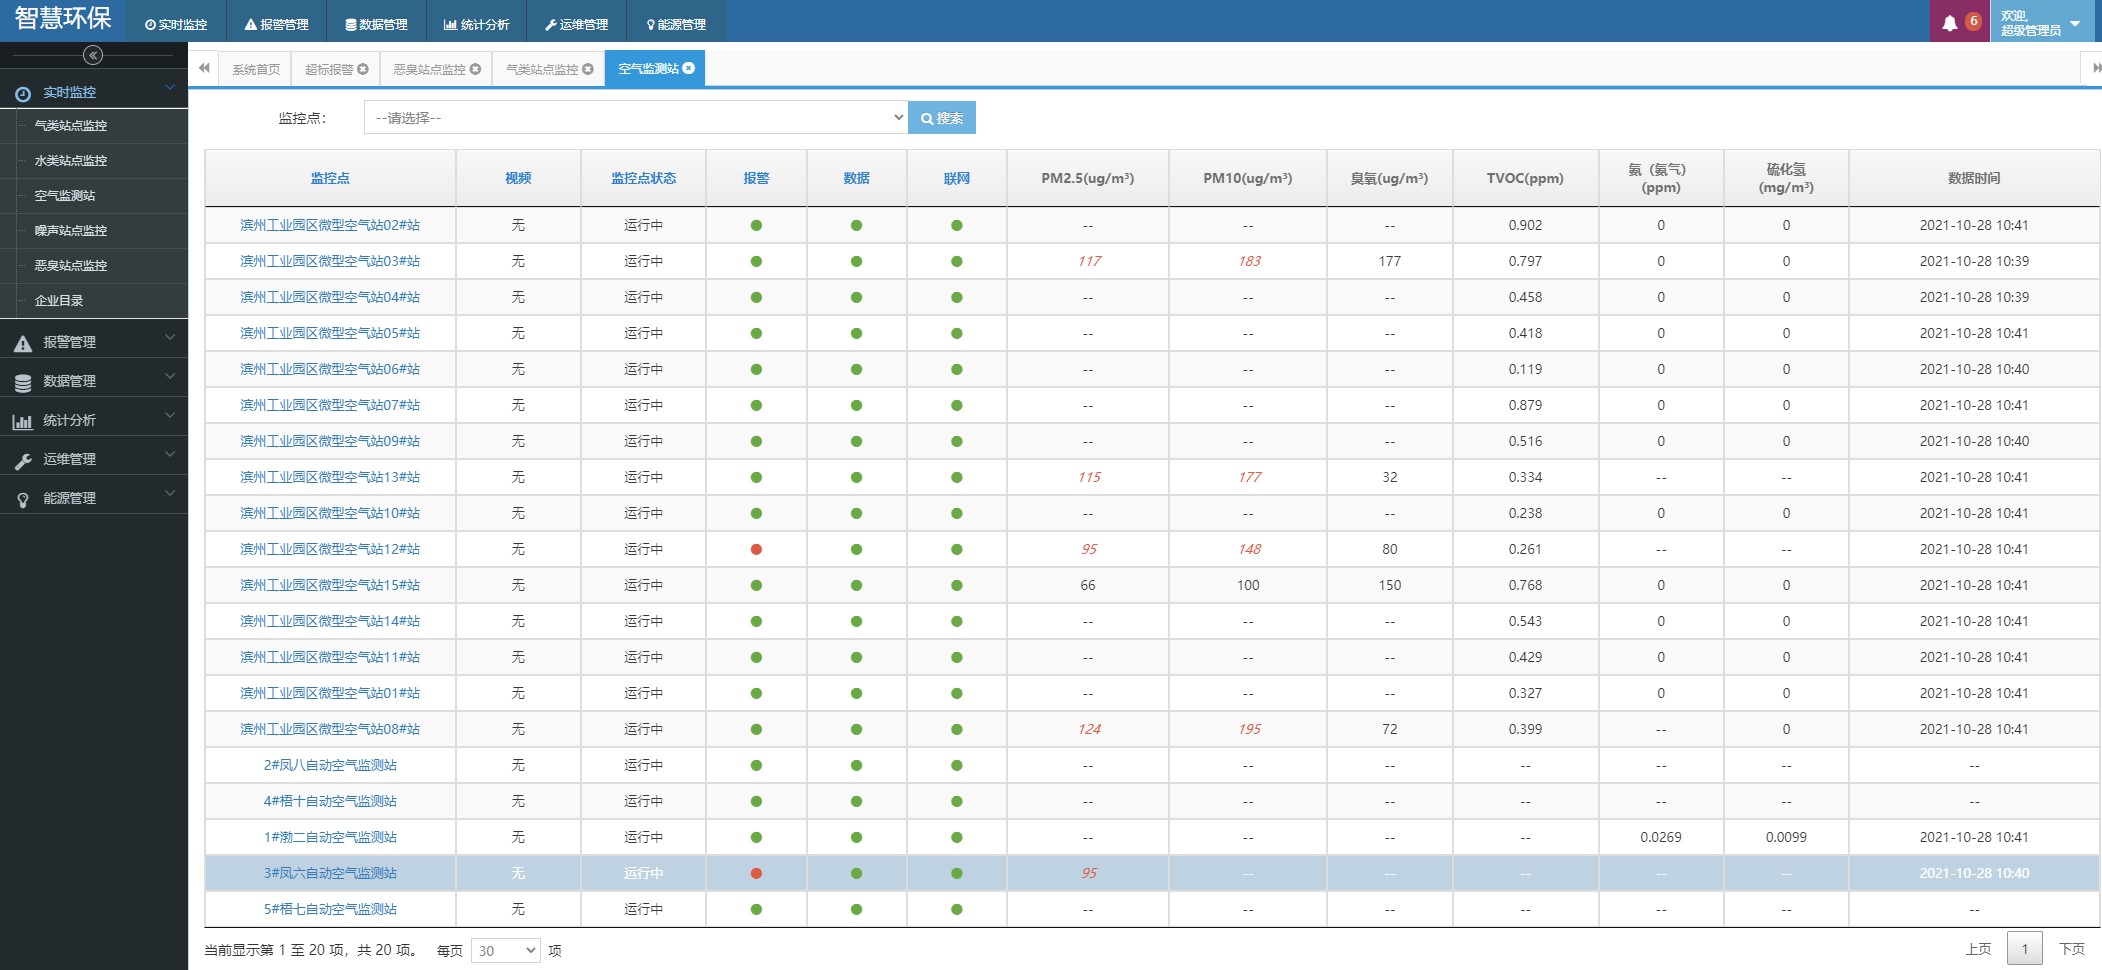 智慧环保 实时监控 报警管理 数据管理 统计分析 运维管理 能源管理 6 欢迎,
超级管理员
系统首页 超标报警 恶臭站点监控 气类站点监控 空气监测站
实时监控
气类站点监控
水类站点监控
空气监测站
噪声站点监控
恶臭站点监控
企业目录
报警管理
数据管理
统计分析
运维管理
能源管理
监控点: --请选择-- 搜索
监控点 视频 监控点状态 报警 数据 联网 PM2.5(ug/m³) PM10(ug/m³) 臭氧(ug/m³) TVOC(ppm) 氨（氨气）(ppm) 硫化氢(mg/m³) 数据时间
滨州工业园区微型空气站02#站 无 运行中 -- -- -- 0.902 0 0 2021-10-28 10:41
滨州工业园区微型空气站03#站 无 运行中 117 183 177 0.797 0 0 2021-10-28 10:39
滨州工业园区微型空气站04#站 无 运行中 -- -- -- 0.458 0 0 2021-10-28 10:39
滨州工业园区微型空气站05#站 无 运行中 -- -- -- 0.418 0 0 2021-10-28 10:41
滨州工业园区微型空气站06#站 无 运行中 -- -- -- 0.119 0 0 2021-10-28 10:40
滨州工业园区微型空气站07#站 无 运行中 -- -- -- 0.879 0 0 2021-10-28 10:41
滨州工业园区微型空气站09#站 无 运行中 -- -- -- 0.516 0 0 2021-10-28 10:40
滨州工业园区微型空气站13#站 无 运行中 115 177 32 0.334 -- -- 2021-10-28 10:41
滨州工业园区微型空气站10#站 无 运行中 -- -- -- 0.238 0 0 2021-10-28 10:41
滨州工业园区微型空气站12#站 无 运行中 95 148 80 0.261 -- -- 2021-10-28 10:41
滨州工业园区微型空气站15#站 无 运行中 66 100 150 0.768 0 0 2021-10-28 10:41
滨州工业园区微型空气站14#站 无 运行中 -- -- -- 0.543 0 0 2021-10-28 10:41
滨州工业园区微型空气站11#站 无 运行中 -- -- -- 0.429 0 0 2021-10-28 10:41
滨州工业园区微型空气站01#站 无 运行中 -- -- -- 0.327 0 0 2021-10-28 10:41
滨州工业园区微型空气站08#站 无 运行中 124 195 72 0.399 -- 0 2021-10-28 10:41
2#凤八自动空气监测站 无 运行中 -- -- -- -- -- -- --
4#梧十自动空气监测站 无 运行中 -- -- -- -- -- -- --
1#渤二自动空气监测站 无 运行中 -- -- -- -- 0.0269 0.0099 2021-10-28 10:41
3#凤六自动空气监测站 无 运行中 95 -- -- -- -- -- 2021-10-28 10:40
5#梧七自动空气监测站 无 运行中 -- -- -- -- -- -- --
当前显示第 1 至 20 项，共 20 项。 每页 30 项 上页 1 下页